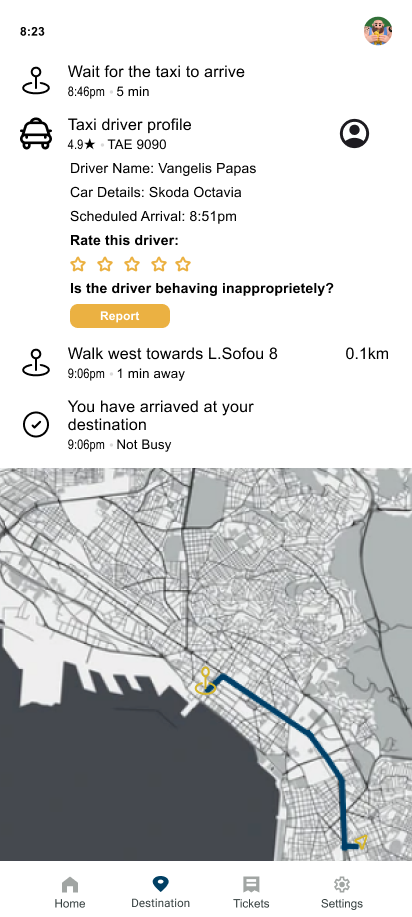 8:23
Wait for the taxi to arrive
8:46pm • 5 min
Taxi driver profile
4.9★ • TAE 9090
Driver Name: Vangelis Papas
Car Details: Skoda Octavia
Scheduled Arrival: 8:51pm
Rate this driver:
Is the driver behaving inapproprietely?
Report
Walk west towards L.Sofou 8 0.1km
9:06pm • 1 min away
You have arriaved at your
destination
9:06pm • Not Busy
Home Destination Tickets Settings